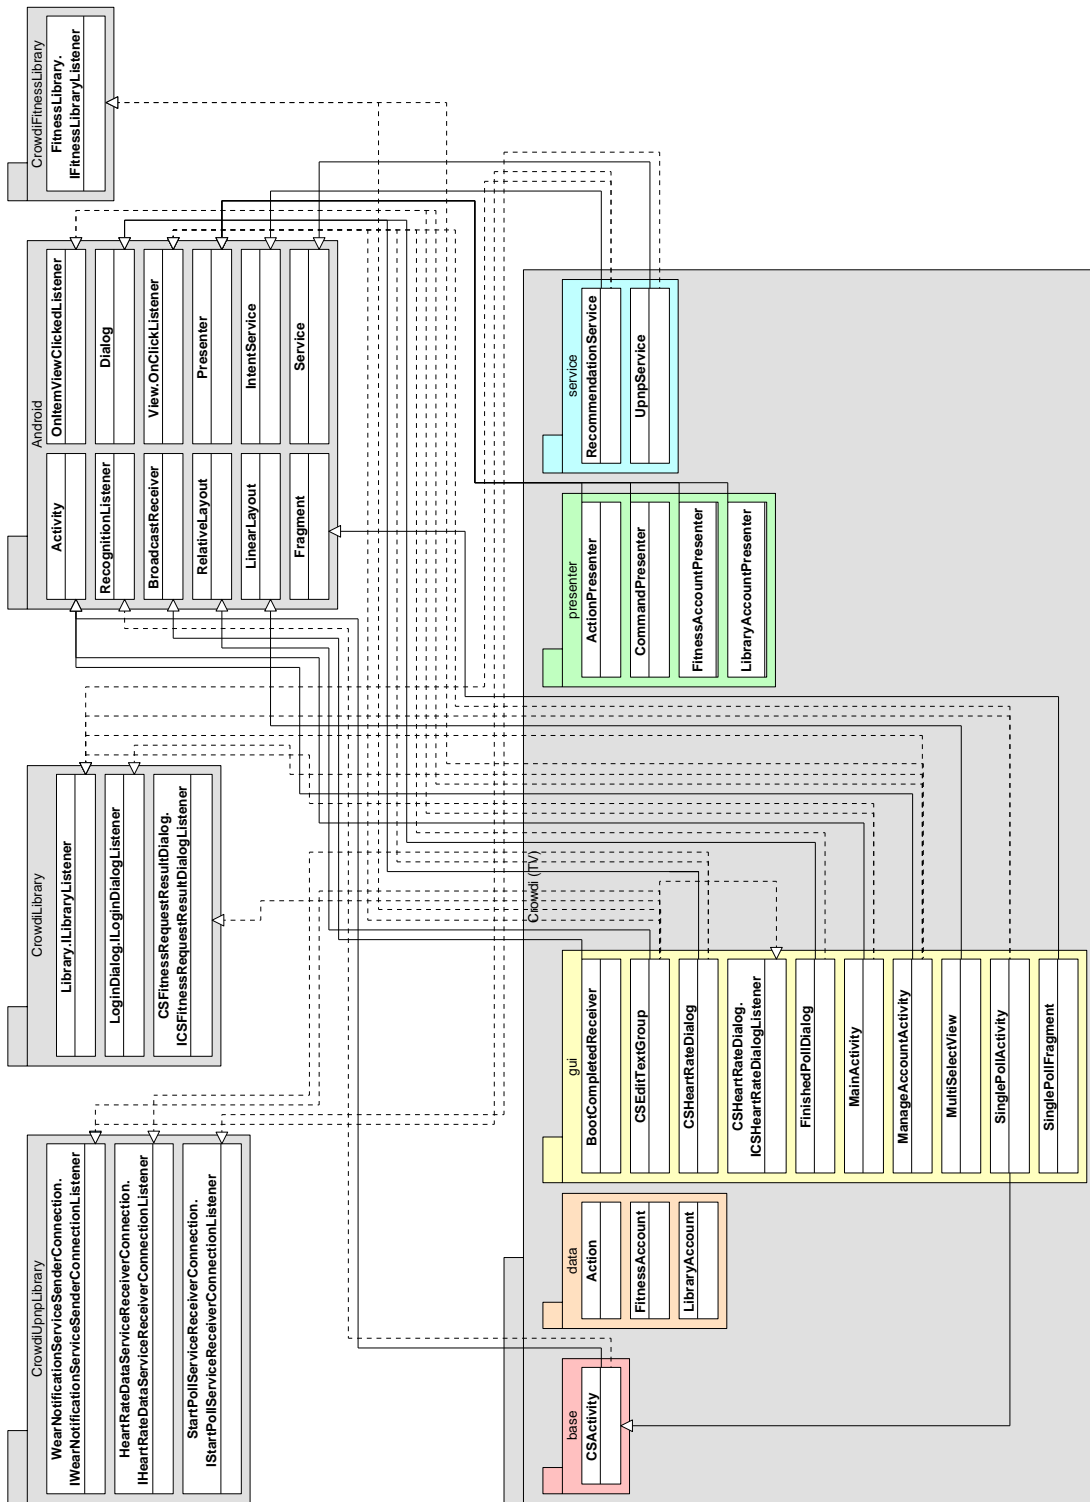 CrowdiUpnpLibrary
WearNotificationServiceSenderConnection.
IWearNotificationServiceSenderConnectionListener
HeartRateDataServiceReceiverConnection.
IHeartRateDataServiceReceiverConnectionListener
StartPollServiceReceiverConnection.
IStartPollServiceReceiverConnectionListener
CrowdiLibrary
Library.ILibraryListener
LoginDialog.ILoginDialogListener
CSFitnessRequestResultDialog.
ICSFitnessRequestResultDialogListener
Android
Activity
OnItemViewClickedListener
RecognitionListener
Dialog
BroadcastReceiver
View.OnClickListener
RelativeLayout
Presenter
LinearLayout
IntentService
Fragment
Service
CrowdiFitnessLibrary
FitnessLibrary.
IFitnessLibraryListener
Crowdi (TV)
base
CSActivity
data
Action
FitnessAccount
LibraryAccount
gui
BootCompletedReceiver
CSEditTextGroup
CSHeartRateDialog
CSHeartRateDialog.
ICSHeartRateDialogListener
FinishedPollDialog
MainActivity
ManageAccountActivity
MultiSelectView
SinglePollActivity
SinglePollFragment
presenter
ActionPresenter
CommandPresenter
FitnessAccountPresenter
LibraryAccountPresenter
service
RecommendationService
UpnpService